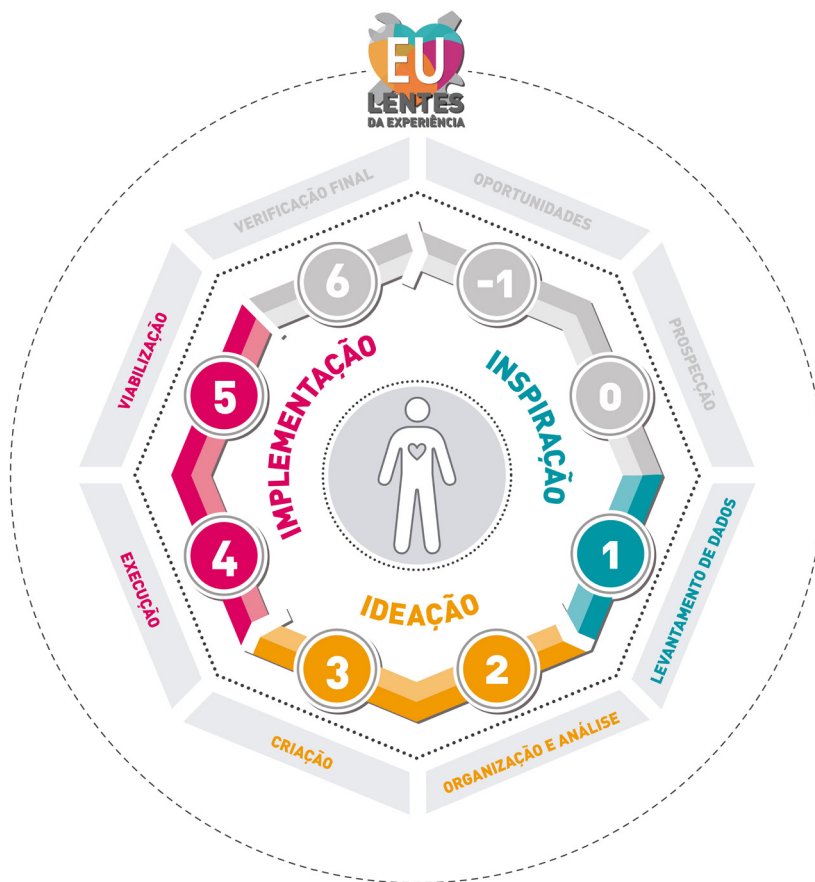 EU
LENTES
DA EXPERIÊNCIA
OPORTUNIDADES
PROSPECÇÃO
LEVANTAMENTO DE DADOS
ORGANIZAÇÃO E ANÁLISE
CRIAÇÃO
EXECUÇÃO
VIABILIZAÇÃO
VERIFICAÇÃO FINAL
-1
0
1
2
3
4
5
6
INSPIRAÇÃO
IDEAÇÃO
IMPLEMENTAÇÃO